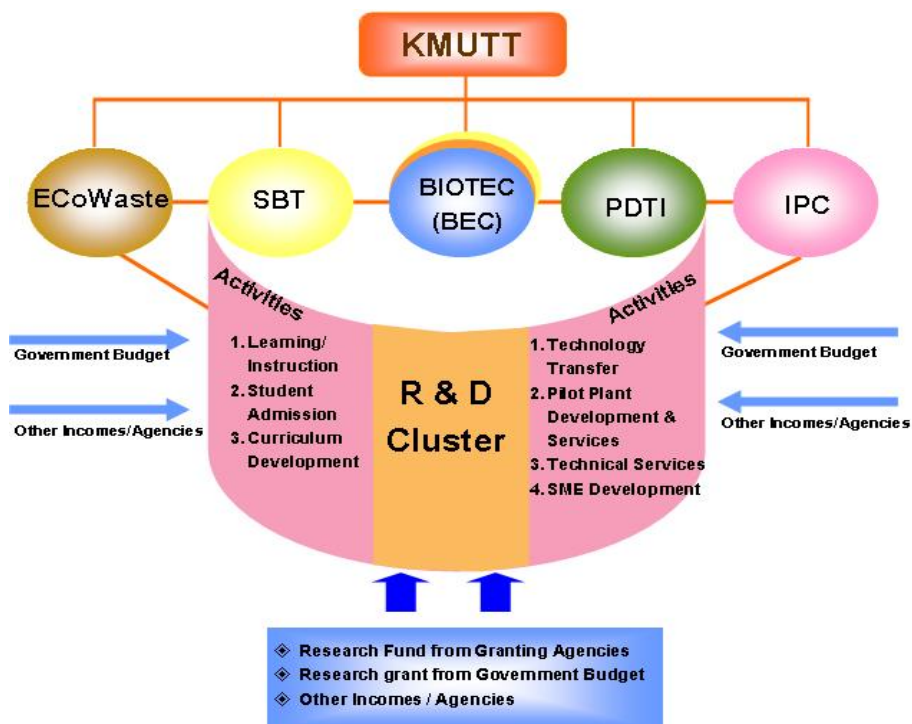 KMUTT
ECoWaste
SBT
BIOTEC
(BEC)
PDTI
IPC
Activities
1. Learning/
Instruction
2. Student
Admission
3. Curriculum
Development
R & D
Cluster
Activities
1. Technology
Transfer
2. Pilot Plant
Development &
Services
3. Technical Services
4. SME Development
Government Budget
Other Incomes/Agencies
Government Budget
Other Incomes/Agencies
Research Fund from Granting Agencies
Research grant from Government Budget
Other Incomes / Agencies